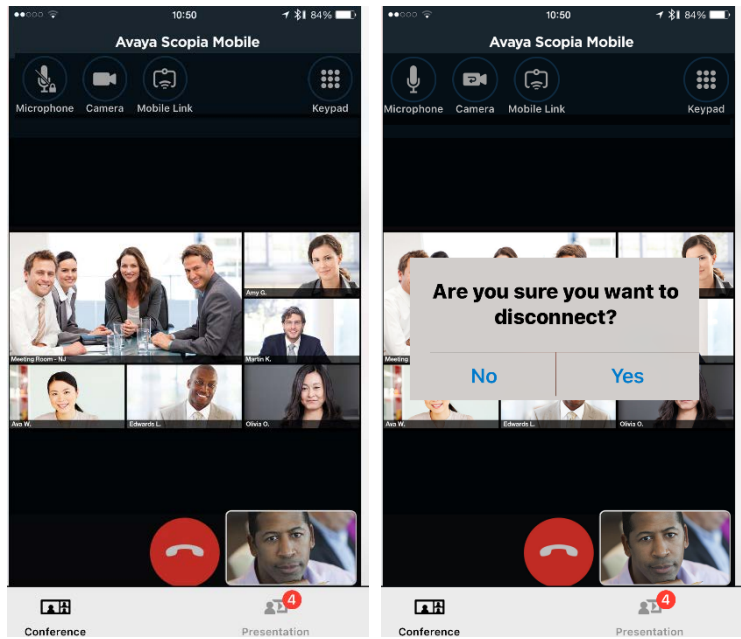 10:50
84%
Avaya Scopia Mobile
Microphone
Camera
Mobile Link
Keypad
Amy G.
Meeting Room - NJ
Martin K.
Ava W.
Edwards L.
Olivia O.
4
Conference
Presentation
10:50
84%
Avaya Scopia Mobile
Microphone
Camera
Mobile Link
Keypad
Are you sure you want to
disconnect?
Meeting
No
Yes
Ava W.
Edwards L.
Olivia O.
4
Conference
Presentation